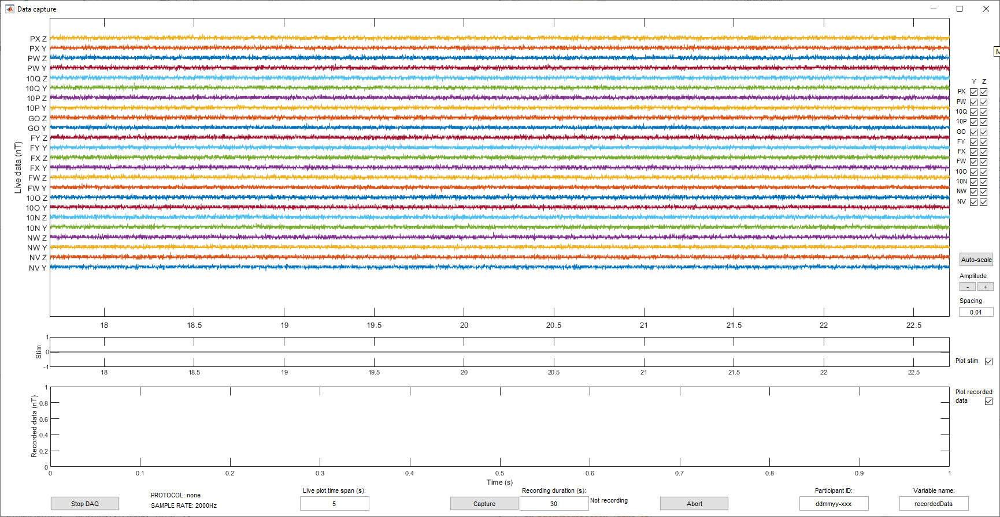 Data capture
PX Z
PX Y
PW Z
PW Y
10Q Z
10Q Y
10P Z
10P Y
GO Z
GO Y
FY Z
FY Y
FX Z
FX Y
FW Z
FW Y
10O Z
10O Y
10N Z
10N Y
NW Z
NW Y
NV Z
NV Y
Live data (nT)
18 18.5 19 19.5 20 20.5 21 21.5 22 22.5
Y Z
PX
PW
10Q
10P
GO
FY
FX
FW
10O
10N
NW
NV
Auto-scale
Amplitude
- +
Spacing
0.01
Stim
1
0
-1
18 18.5 19 19.5 20 20.5 21 21.5 22 22.5
Plot stim
Recorded data (nT)
1
0.8
0.6
0.4
0.2
0
0 0.1 0.2 0.3 0.4 0.5 0.6 0.7 0.8 0.9 1
Time (s)
Plot recorded
data
Stop DAQ
PROTOCOL: none
SAMPLE RATE: 2000Hz
Live plot time span (s):
5
Capture
Recording duration (s):
30
Not recording
Abort
Participant ID:
ddmmyy-xxx
Variable name:
recordedData